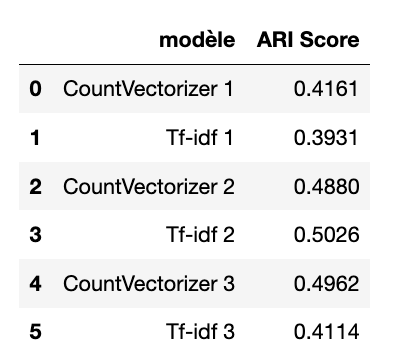 modèle ARI Score
0 CountVectorizer 1 0.4161
1 Tf-idf 1 0.3931
2 CountVectorizer 2 0.4880
3 Tf-idf 2 0.5026
4 CountVectorizer 3 0.4962
5 Tf-idf 3 0.4114